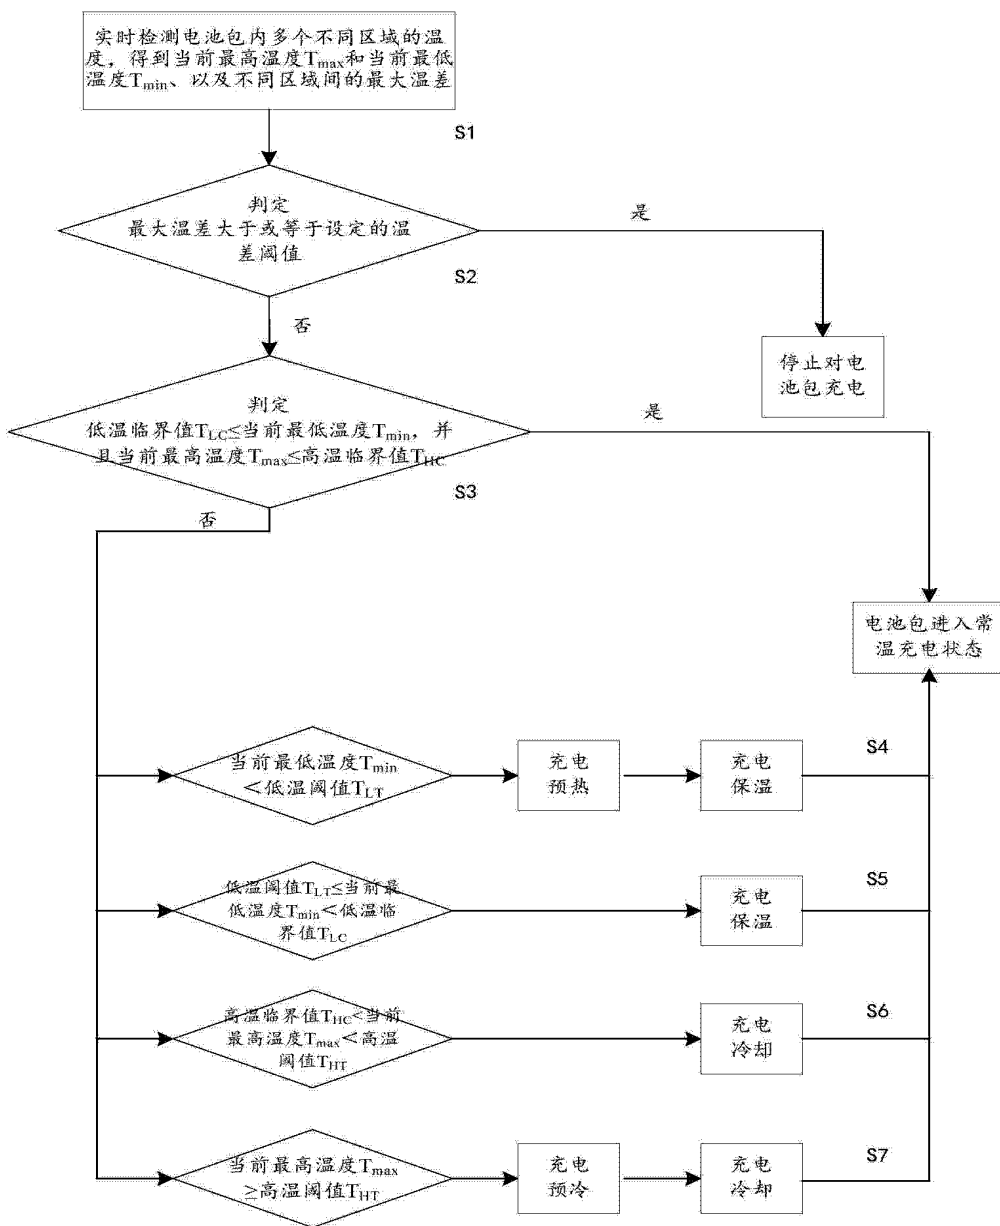 实时检测电池包内多个不同区域的温
度，得到当前最高温度Tmax和当前最低
温度Tmin、以及不同区域间的最大温差
S1
判定
最大温差大于或等于设定的温
差阈值
是
S2
否
停止对电
池包充电
判定
低温临界值TLC≤当前最低温度Tmin，并
且当前最高温度Tmax≤高温临界值THC
是
S3
否
电池包进入常
温充电状态
当前最低温度Tmin
<低温阈值TLT
充电
预热
充电
保温
S4
低温阈值TLT≤当前最
低温度Tmin<低温临
界值TLC
充电
保温
S5
高温临界值THC<当前
最高温度Tmax<高温
阈值THT
充电
冷却
S6
当前最高温度Tmax
≥高温阈值THT
充电
预冷
充电
冷却
S7